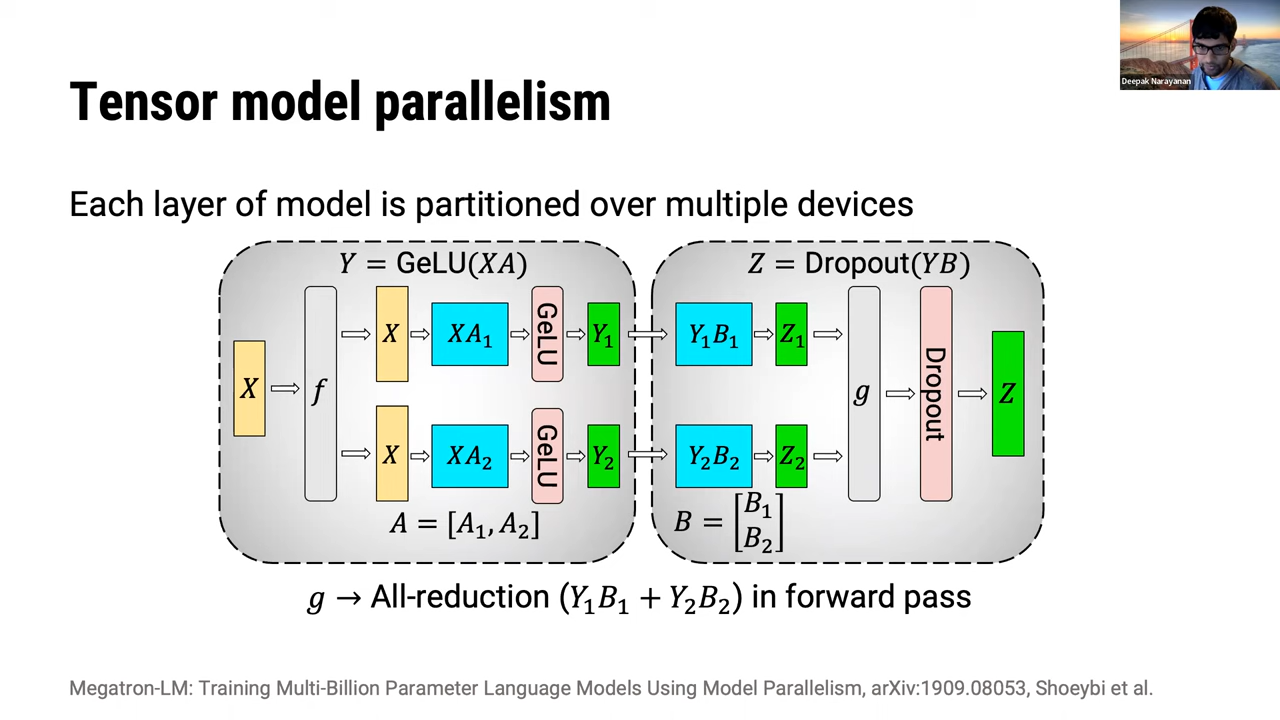 Deepak Narayanan
Tensor model parallelism
Each layer of model is partitioned over multiple devices
Y = GeLU(XA)
X
f
X
XA₁
GeLU
Y₁
X
XA₂
GeLU
Y₂
A = [A₁, A₂]
Z = Dropout(YB)
Y₁B₁
Z₁
Y₂B₂
Z₂
g
Dropout
Z
B = [B₁
B₂]
g → All-reduction (Y₁B₁ + Y₂B₂) in forward pass
Megatron-LM: Training Multi-Billion Parameter Language Models Using Model Parallelism, arXiv:1909.08053, Shoeybi et al.